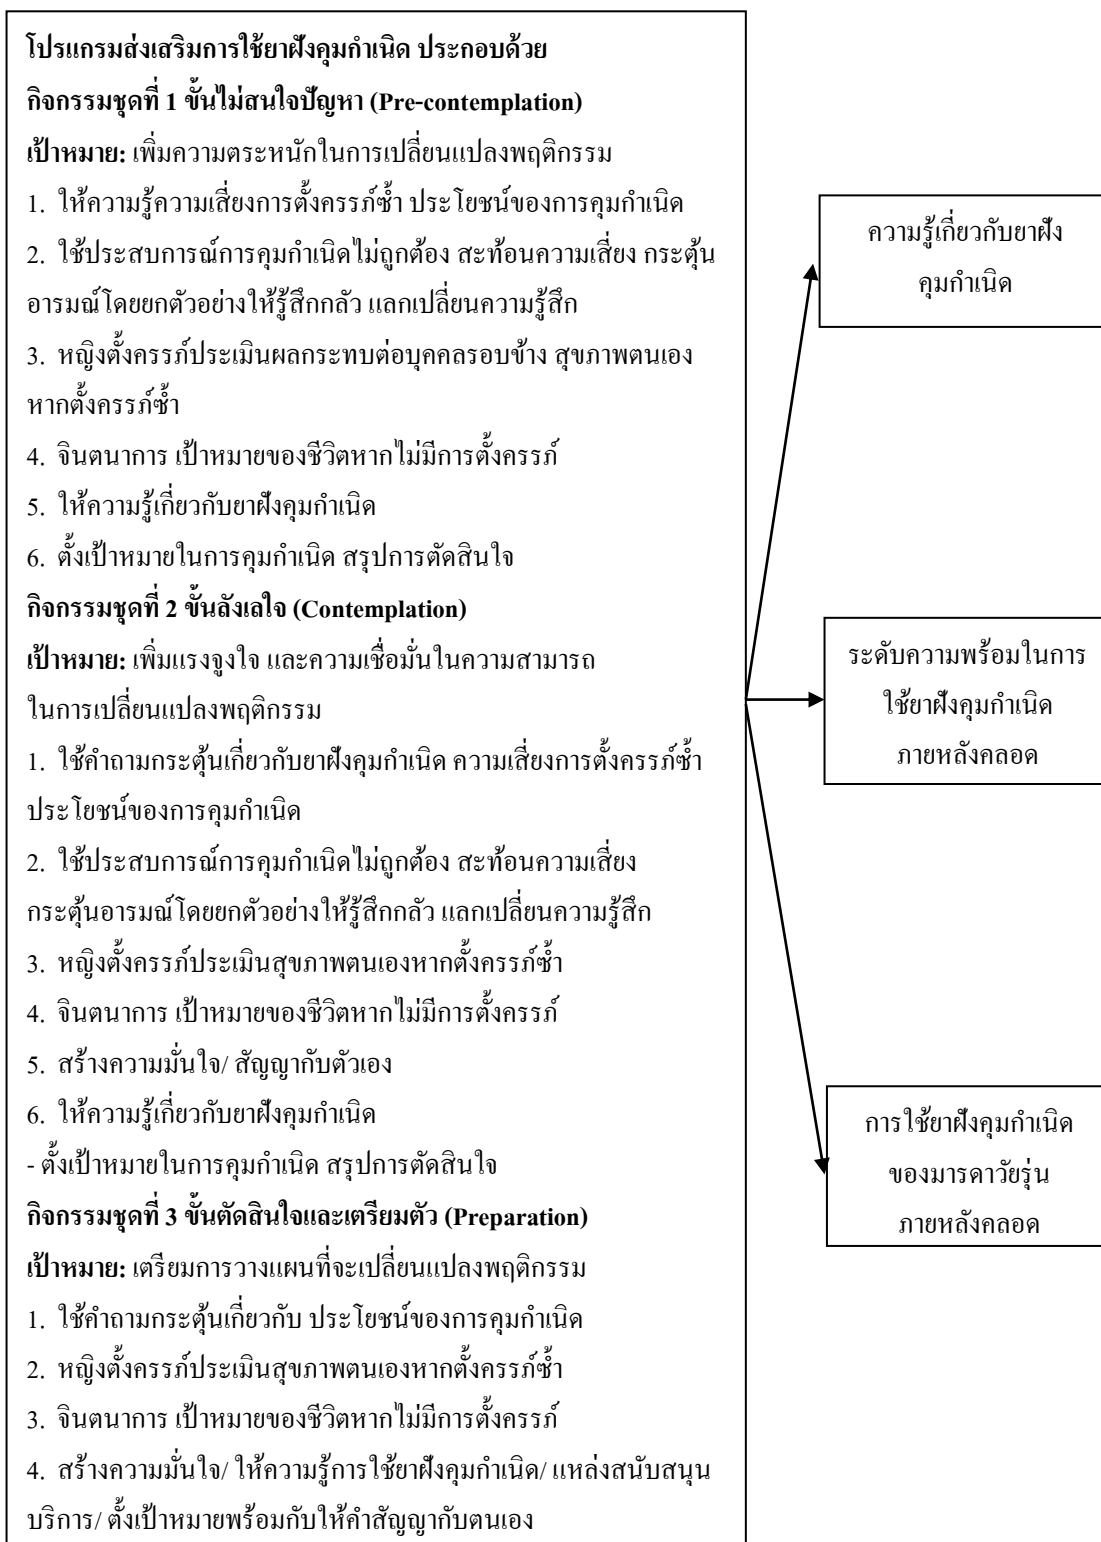 โปรแกรมส่งเสริมการใช้ยาฝังคุมกำเนิด ประกอบด้วย
กิจกรรมชุดที่ 1 ขั้นไม่สนใจปัญหา (Pre-contemplation)
เป้าหมาย: เพิ่มความตระหนักในการเปลี่ยนแปลงพฤติกรรม
1. ให้ความรู้ความเสี่ยงการตั้งครรภ์ซ้ำ ประโยชน์ของการคุมกำเนิด
2. ใช้ประสบการณ์การคุมกำเนิดไม่ถูกต้อง สะท้อนความเสี่ยง กระตุ้น
อารมณ์โดยยกตัวอย่างให้รู้สึกกลัว แลกเปลี่ยนความรู้สึก
3. หญิงตั้งครรภ์ประเมินผลกระทบต่อบุคคลรอบข้าง สุขภาพตนเอง
หากตั้งครรภ์ซ้ำ
4. จินตนาการ เป้าหมายของชีวิตหากไม่มีการตั้งครรภ์
5. ให้ความรู้เกี่ยวกับยาฝังคุมกำเนิด
6. ตั้งเป้าหมายในการคุมกำเนิด สรุปการตัดสินใจ
กิจกรรมชุดที่ 2 ขั้นลังเลใจ (Contemplation)
เป้าหมาย: เพิ่มแรงจูงใจ และความเชื่อมั่นในความสามารถ
ในการเปลี่ยนแปลงพฤติกรรม
1. ใช้คำถามกระตุ้นเกี่ยวกับยาฝังคุมกำเนิด ความเสี่ยงการตั้งครรภ์ซ้ำ
ประโยชน์ของการคุมกำเนิด
2. ใช้ประสบการณ์การคุมกำเนิดไม่ถูกต้อง สะท้อนความเสี่ยง
กระตุ้นอารมณ์โดยยกตัวอย่างให้รู้สึกกลัว แลกเปลี่ยนความรู้สึก
3. หญิงตั้งครรภ์ประเมินสุขภาพตนเองหากตั้งครรภ์ซ้ำ
4. จินตนาการ เป้าหมายของชีวิตหากไม่มีการตั้งครรภ์
5. สร้างความมั่นใจ/ สัญญากับตัวเอง
6. ให้ความรู้เกี่ยวกับยาฝังคุมกำเนิด
- ตั้งเป้าหมายในการคุมกำเนิด สรุปการตัดสินใจ
กิจกรรมชุดที่ 3 ขั้นตัดสินใจและเตรียมตัว (Preparation)
เป้าหมาย: เตรียมการวางแผนที่จะเปลี่ยนแปลงพฤติกรรม
1. ใช้คำถามกระตุ้นเกี่ยวกับ ประโยชน์ของการคุมกำเนิด
2. หญิงตั้งครรภ์ประเมินสุขภาพตนเองหากตั้งครรภ์ซ้ำ
3. จินตนาการ เป้าหมายของชีวิตหากไม่มีการตั้งครรภ์
4. สร้างความมั่นใจ/ ให้ความรู้การใช้ยาฝังคุมกำเนิด/ แหล่งสนับสนุน
บริการ/ ตั้งเป้าหมายพร้อมกับให้คำสัญญากับตนเอง
ความรู้เกี่ยวกับยาฝัง
คุมกำเนิด
ระดับความพร้อมในการ
ใช้ยาฝังคุมกำเนิด
ภายหลังคลอด
การใช้ยาฝังคุมกำเนิด
ของมารดาวัยรุ่น
ภายหลังคลอด